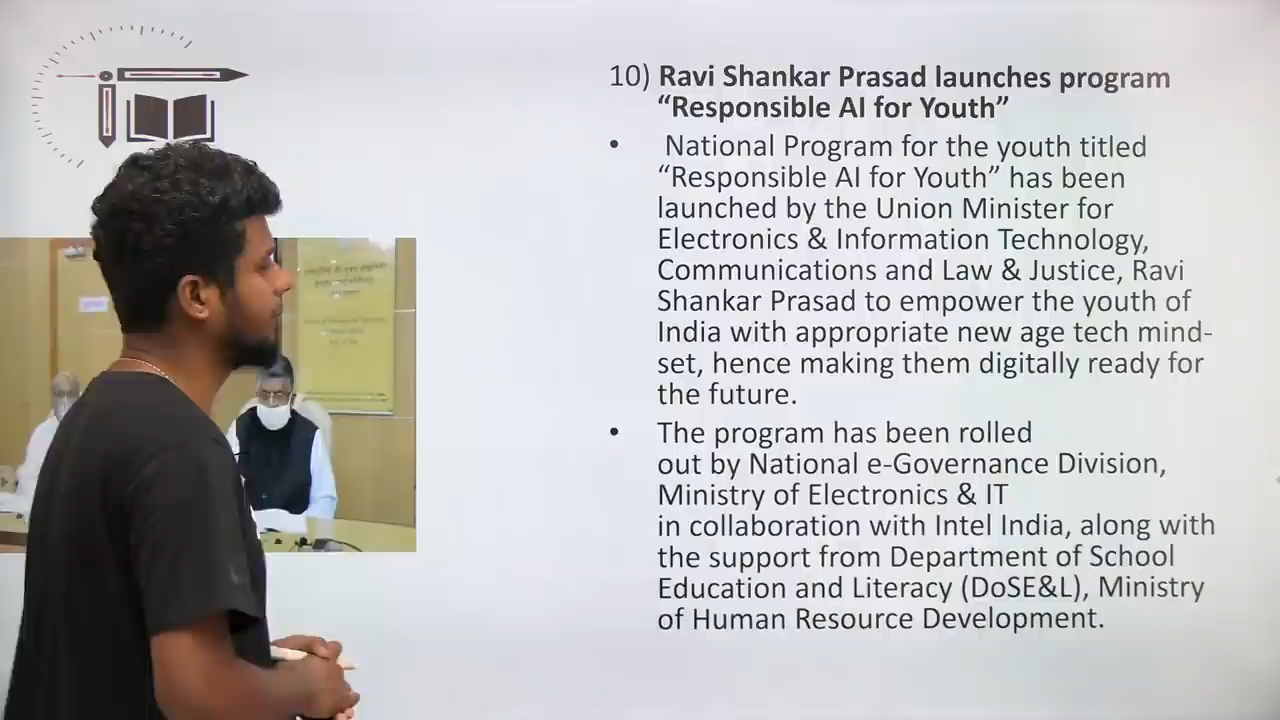 10) Ravi Shankar Prasad launches program
“Responsible AI for Youth”
• National Program for the youth titled
“Responsible AI for Youth” has been
launched by the Union Minister for
Electronics & Information Technology,
Communications and Law & Justice, Ravi
Shankar Prasad to empower the youth of
India with appropriate new age tech mind-
set, hence making them digitally ready for
the future.
• The program has been rolled
out by National e-Governance Division,
Ministry of Electronics & IT
in collaboration with Intel India, along with
the support from Department of School
Education and Literacy (DoSE&L), Ministry
of Human Resource Development.